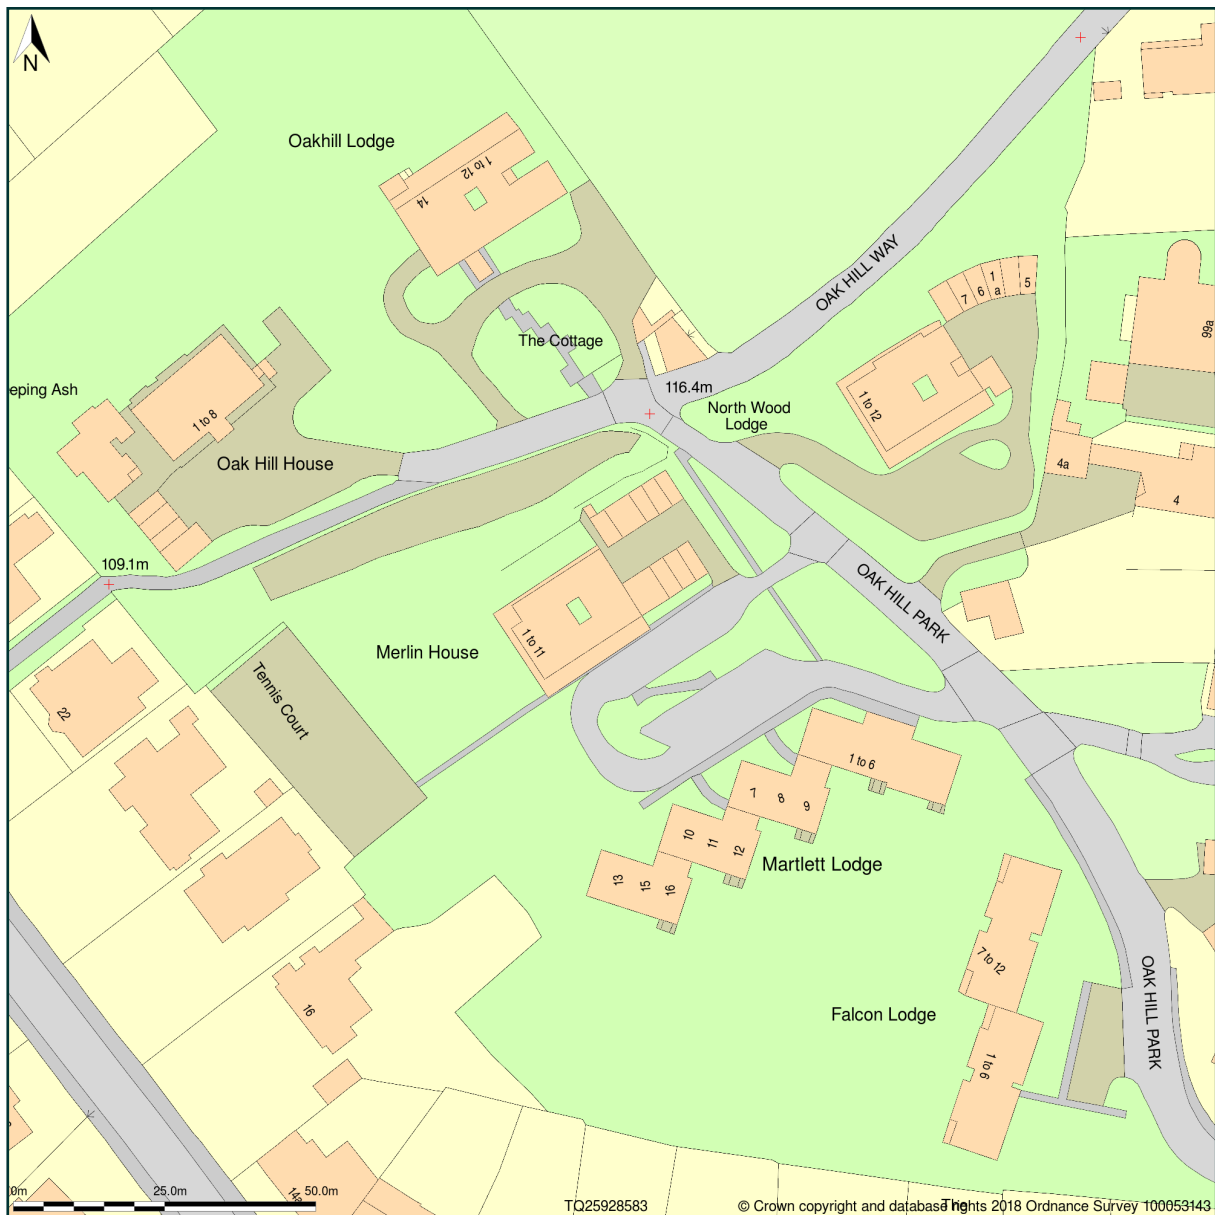 N
Oakhill Lodge
1 to 12
14
OAK HILL WAY
7
6
1
a
5
99a
The Cottage
116.4m
eping Ash
1 to 8
North Wood
Lodge
1 to 12
Oak Hill House
4a
4
109.1m
OAK HILL PARK
1 to 11
Merlin House
Tennis Court
22
1 to 6
7
8
9
10
11
12
Martlett Lodge
13
15
16
7 to 12
OAK HILL PARK
16
Falcon Lodge
1 to 6
0m
25.0m
50.0m
14a
TQ25928583
© Crown copyright and database rights 2018 Ordnance Survey 100053143